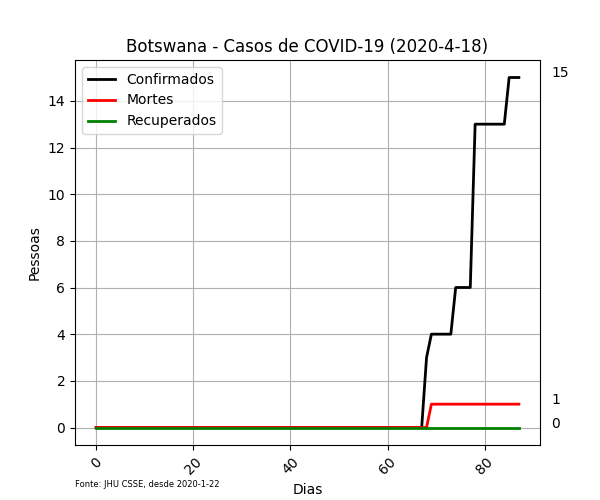 Botswana - Casos de COVID-19 (2020-4-18)
Confirmados
Mortes
Recuperados
15
1
0
Pessoas
14
12
10
8
6
4
2
0
0
20
40
60
80
Dias
Fonte: JHU CSSE, desde 2020-1-22